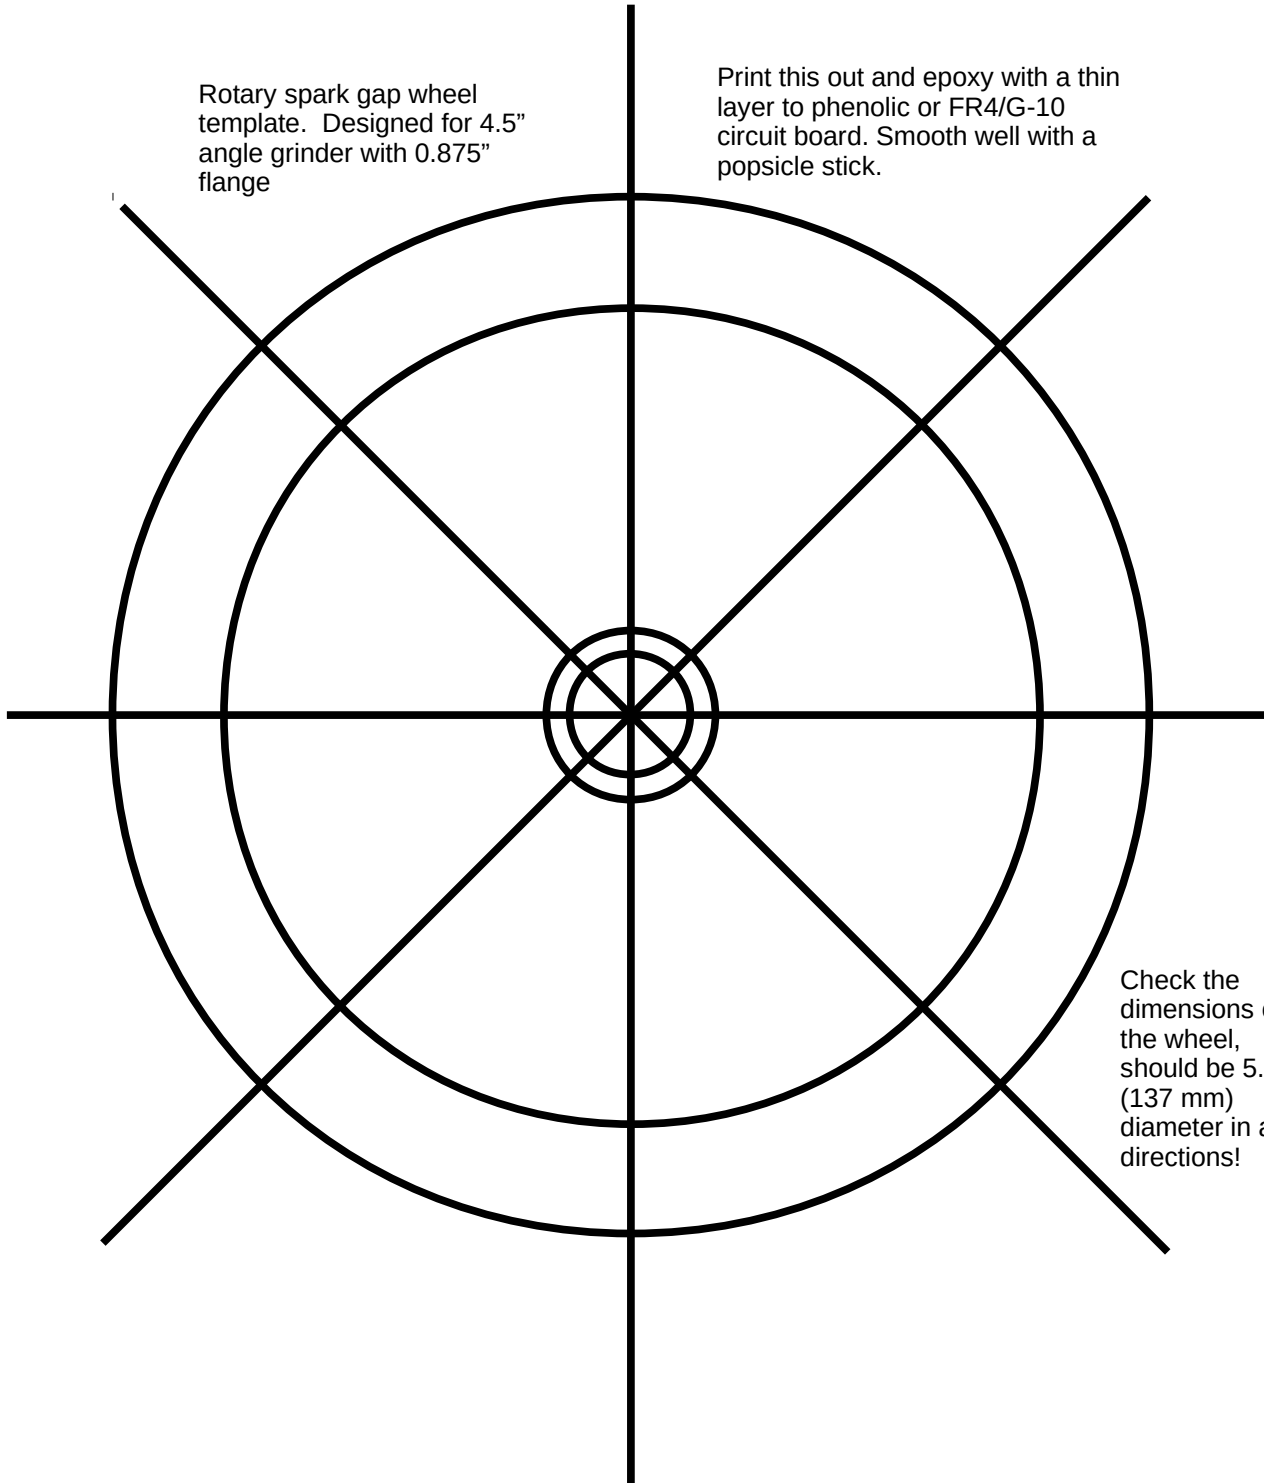 Rotary spark gap wheel
template.  Designed for 4.5”
angle grinder with 0.875”
flange
Print this out and epoxy with a thin
layer to phenolic or FR4/G-10
circuit board. Smooth well with a
popsicle stick.
Check the
dimensions
the wheel,
should be 5.
(137 mm)
diameter in
directions!